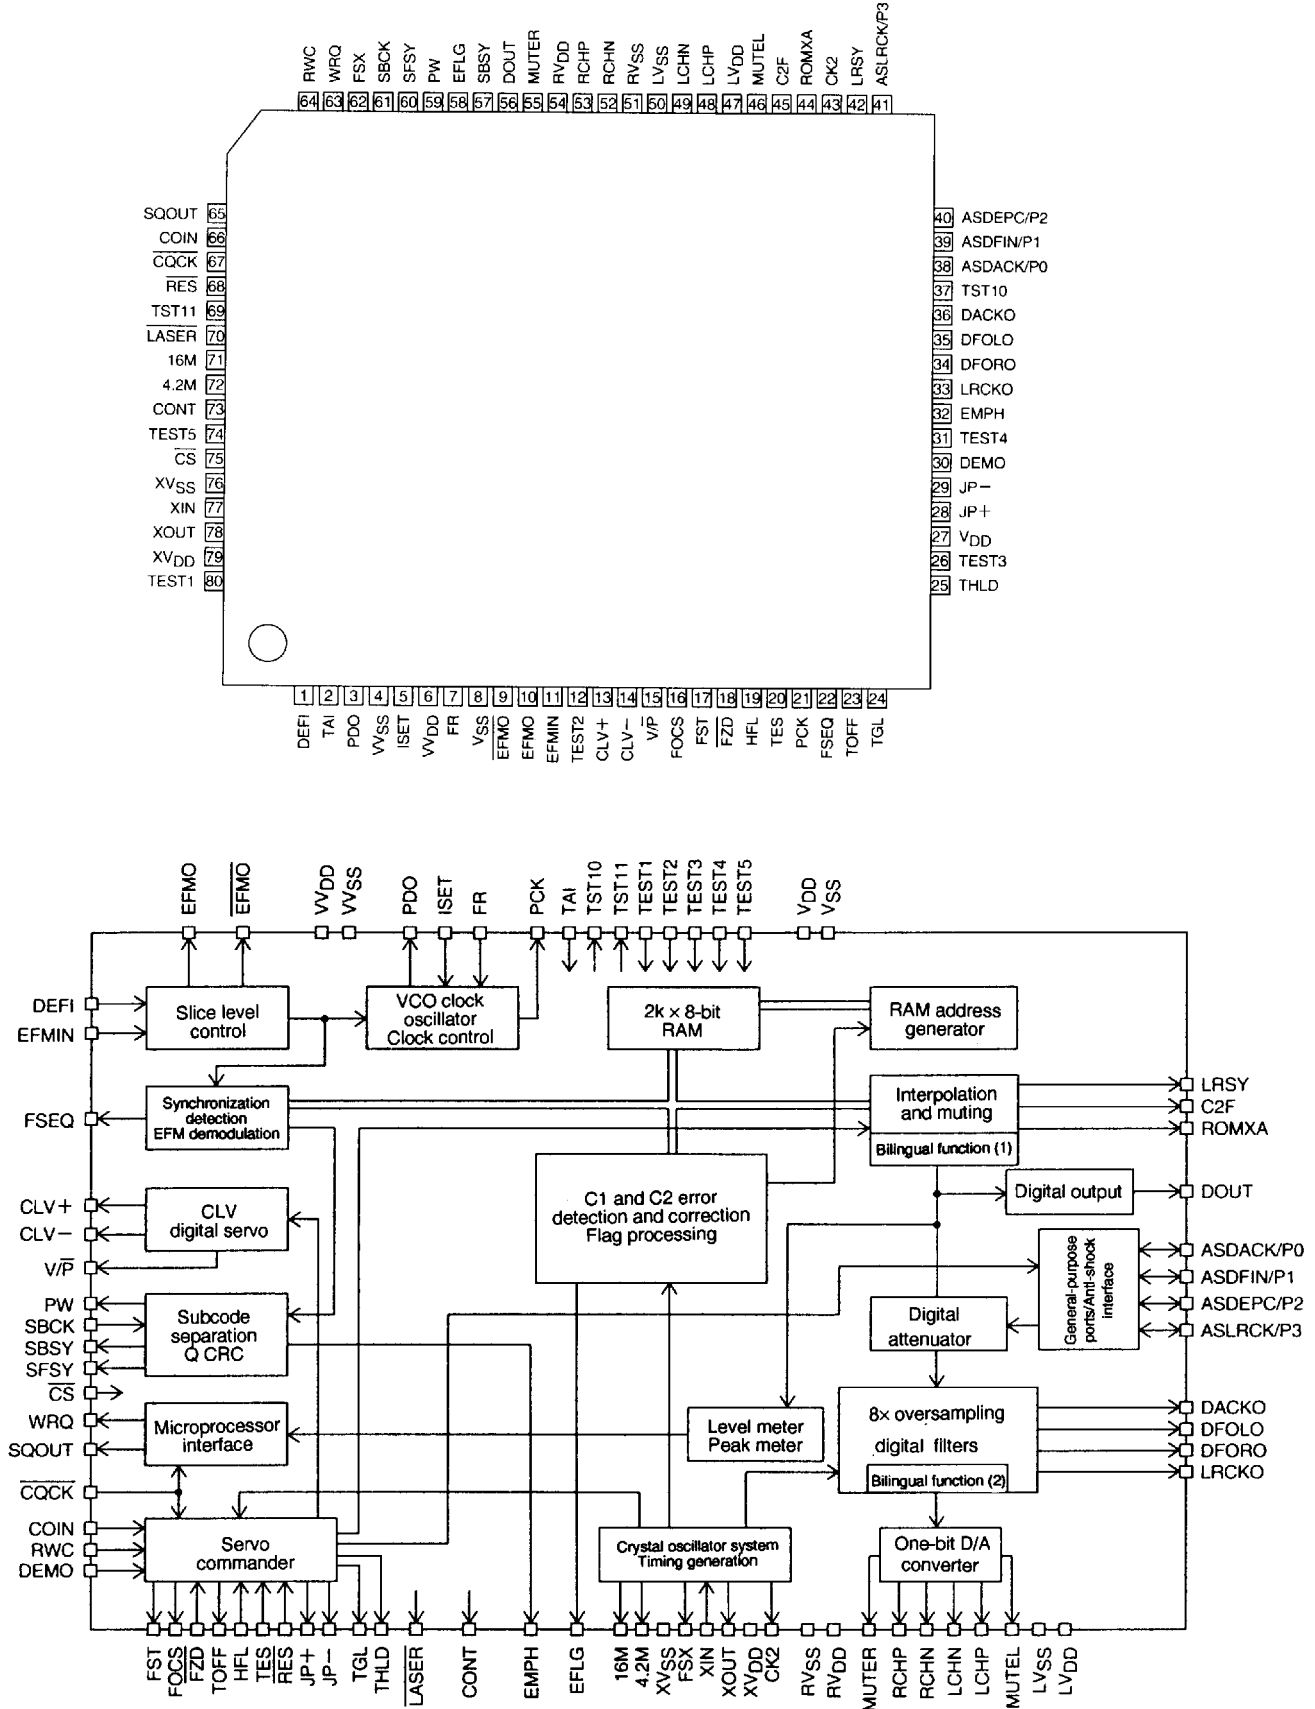 RWC WRQ FSX SBCK SFSY PW EFLG SBSY DOUT MUTER RVDD RCHP RCHN RVSS LVSS LCHN LCHP LVDD MUTEL C2F ROMXA CK2 LRSY ASLRCK/P3
64 63 62 61 60 59 58 57 56 55 54 53 52 51 50 49 48 47 46 45 44 43 42 41
SQOUT 65
COIN 66
CQCK 67
RES 68
TST11 69
LASER 70
16M 71
4.2M 72
CONT 73
TEST5 74
CS 75
XVSS 76
XIN 77
XOUT 78
XVDD 79
TEST1 80
40 ASDEPC/P2
39 ASDFIN/P1
38 ASDACK/P0
37 TST10
36 DACKO
35 DFOLO
34 DFORO
33 LRCKO
32 EMPH
31 TEST4
30 DEMO
29 JP−
28 JP+
27 VDD
26 TEST3
25 THLD
1 2 3 4 5 6 7 8 9 10 11 12 13 14 15 16 17 18 19 20 21 22 23 24
DEFI TAI PDO VVSS ISET VVDD FR VSS EFMO EFMO EFMIN TEST2 CLV+ CLV− V/P FOCS FST FZD HFL TES PCK FSEQ TOFF TGL
EFMO EFMO VVDD VVSS PDO ISET FR PCK TAI TST10 TST11 TEST1 TEST2 TEST3 TEST4 TEST5 VDD VSS
DEFI
EFMIN
FSEQ
CLV+
CLV−
V/P
PW
SBCK
SBSY
SFSY
CS
WRQ
SQOUT
CQCK
COIN
RWC
DEMO
Slice level
control
VCO clock
oscillator
Clock control
2k × 8-bit
RAM
RAM address
generator
Synchronization
detection
EFM demodulation
Interpolation
and muting
Bilingual function (1)
CLV
digital servo
C1 and C2 error
detection and correction
Flag processing
Digital output
General-purpose
ports/Anti-shock
interface
Subcode
separation
Q CRC
Digital
attenuator
Microprocessor
interface
Level meter
Peak meter
8× oversampling
digital filters
Bilingual function (2)
Servo
commander
Crystal oscillator system
Timing generation
One-bit D/A
converter
LRSY
C2F
ROMXA
DOUT
ASDACK/P0
ASDFIN/P1
ASDEPC/P2
ASLRCK/P3
DACKO
DFOLO
DFORO
LRCKO
FST FOCS FZD TOFF HFL TES RES JP+ JP− TGL THLD LASER CONT EMPH EFLG 16M 4.2M XVSS FSX XIN XOUT XVDD CK2 RVSS RVDD MUTER RCHP RCHN LCHN LCHP MUTEL LVSS LVDD